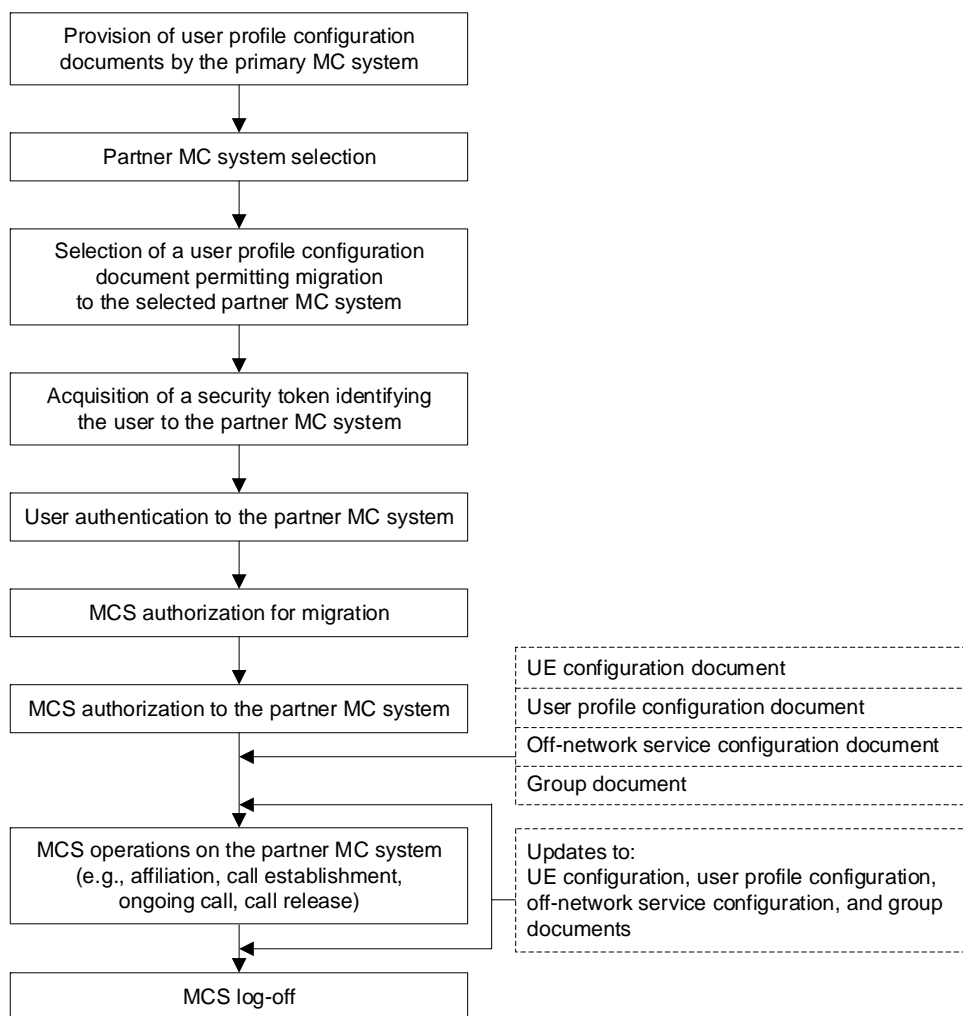 Provision of user profile configuration
documents by the primary MC system
Partner MC system selection
Selection of a user profile configuration
document permitting migration
to the selected partner MC system
Acquisition of a security token identifying
the user to the partner MC system
User authentication to the partner MC system
MCS authorization for migration
MCS authorization to the partner MC system
UE configuration document
User profile configuration document
Off-network service configuration document
Group document
MCS operations on the partner MC system
(e.g., affiliation, call establishment,
ongoing call, call release)
Updates to:
UE configuration, user profile configuration,
off-network service configuration, and group
documents
MCS log-off